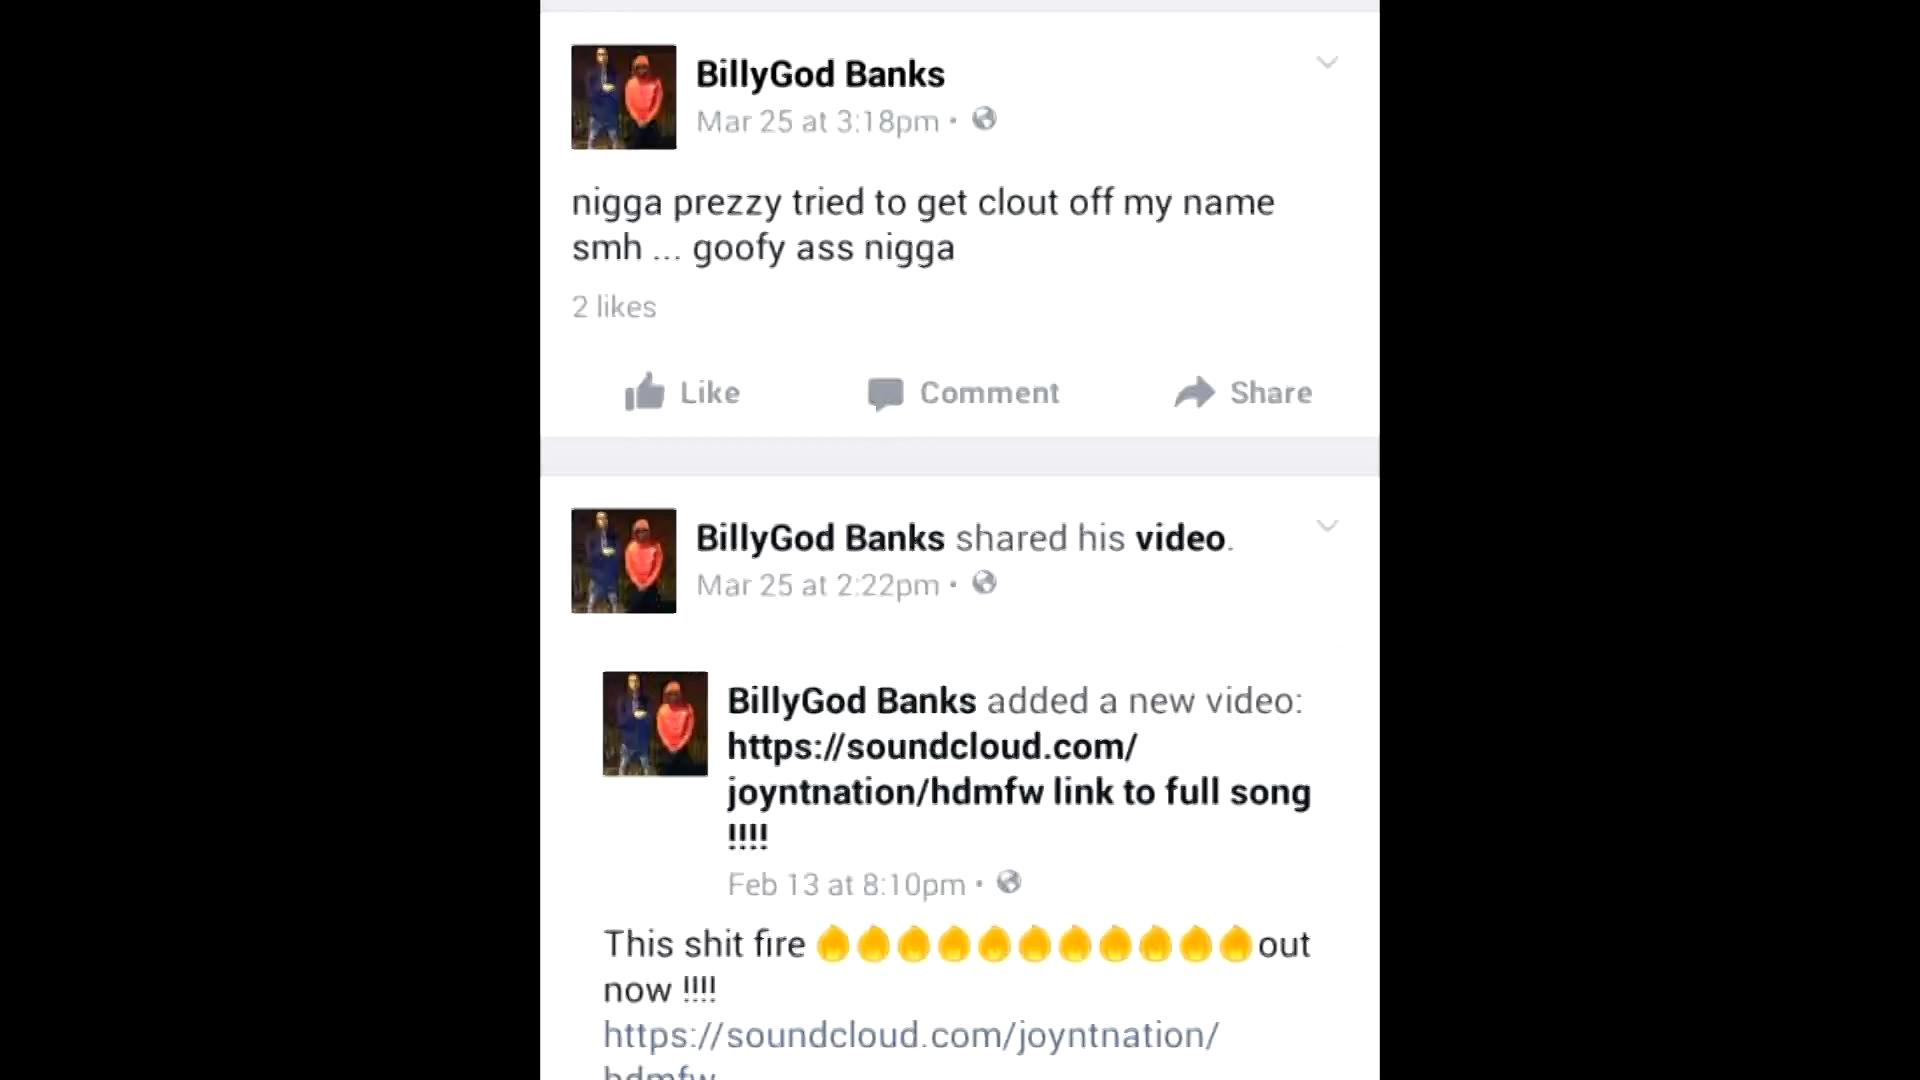 BillyGod Banks
Mar 25 at 3:18pm •
nigga prezzy tried to get clout off my name
smh ... goofy ass nigga
2 likes
Like Comment Share
BillyGod Banks shared his video.
Mar 25 at 2:22pm •
BillyGod Banks added a new video:
https://soundcloud.com/
joyntnation/hdmfw link to full song
!!!!
Feb 13 at 8:10pm •
This shit fire 🔥🔥🔥🔥🔥🔥🔥🔥🔥🔥🔥out
now !!!!
https://soundcloud.com/joyntnation/
hdmfw